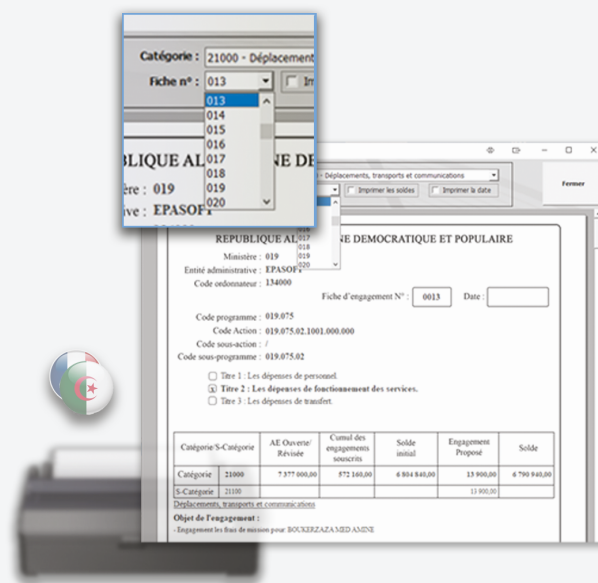 Catégorie : 21000 - Déplacement
Fiche n° : 013
013
014
015
016
017
018
019
020
BLIQUE AL NE DE
ère : 019
ive : EPASOFT
Déplacements, transports et communications
Imprimer les soldes
Imprimer la date
Fermer
017
018
019
020
REPUBLIQUE AL NE DEMOCRATIQUE ET POPULAIRE
Ministère : 019
Entité administrative : EPASOFT
Code ordonnateur : 134000
Fiche d'engagement N° : 0013 Date :
Code programme : 019.075
Code Action : 019.075.02.1001.000.000
Code sous-action : /
Code sous-programme : 019.075.02
Titre 1 : Les dépenses de personnel.
x Titre 2 : Les dépenses de fonctionnement des services.
Titre 3 : Les dépenses de transfert.
Catégorie/S-Catégorie AE Ouverte/Révisée Cumul des engagements souscrits Solde initial Engagement Proposé Solde
Catégorie 21000 7 377 000,00 572 160,00 6 804 840,00 13 900,00 6 790 940,00
S-Catégorie 21100 13 900,00
Déplacements, transports et communications
Objet de l'engagement :
- Engagement les frais de mission pour :BOUKERZAZA MED AMINE